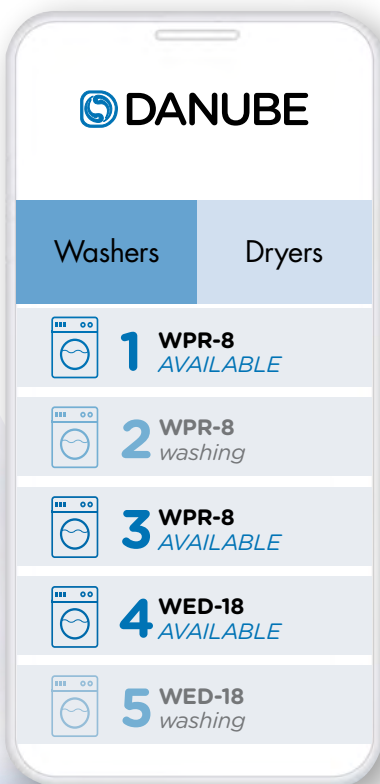 DANUBE
Washers Dryers
1 WPR-8
AVAILABLE
2 WPR-8
washing
3 WPR-8
AVAILABLE
4 WED-18
AVAILABLE
5 WED-18
washing